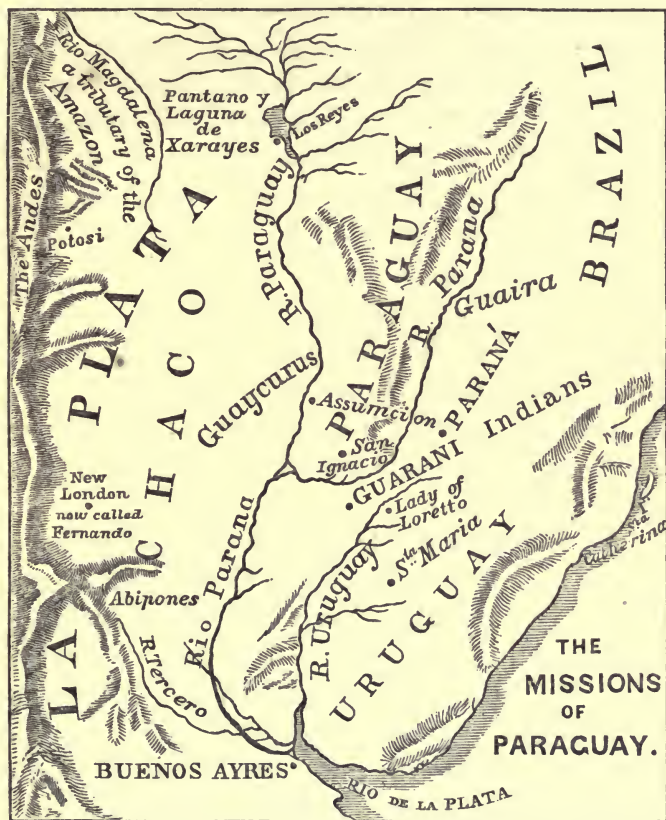 Rio Magdalena
a tributary of the
Amazon
The Andes
Potosi
Pantano y
Laguna
de
Xarayes
Los Reyes
R. Paraguay
PARAGUAY
R. Parana
Guaira
BRAZIL
LA PLATA
CHACO
Guaycurus
Assumcion
San
Ignacio
PARANÁ
GUARANI Indians
Lady of
Loretto
Sta Maria
R. Uruguay
URUGUAY
Rio Parana
New
London
now called
Fernando
Abipones
R. Tercero
BUENOS AYRES
RIO DE LA PLATA
I.
Sta
Catherina
THE
MISSIONS
OF
PARAGUAY.